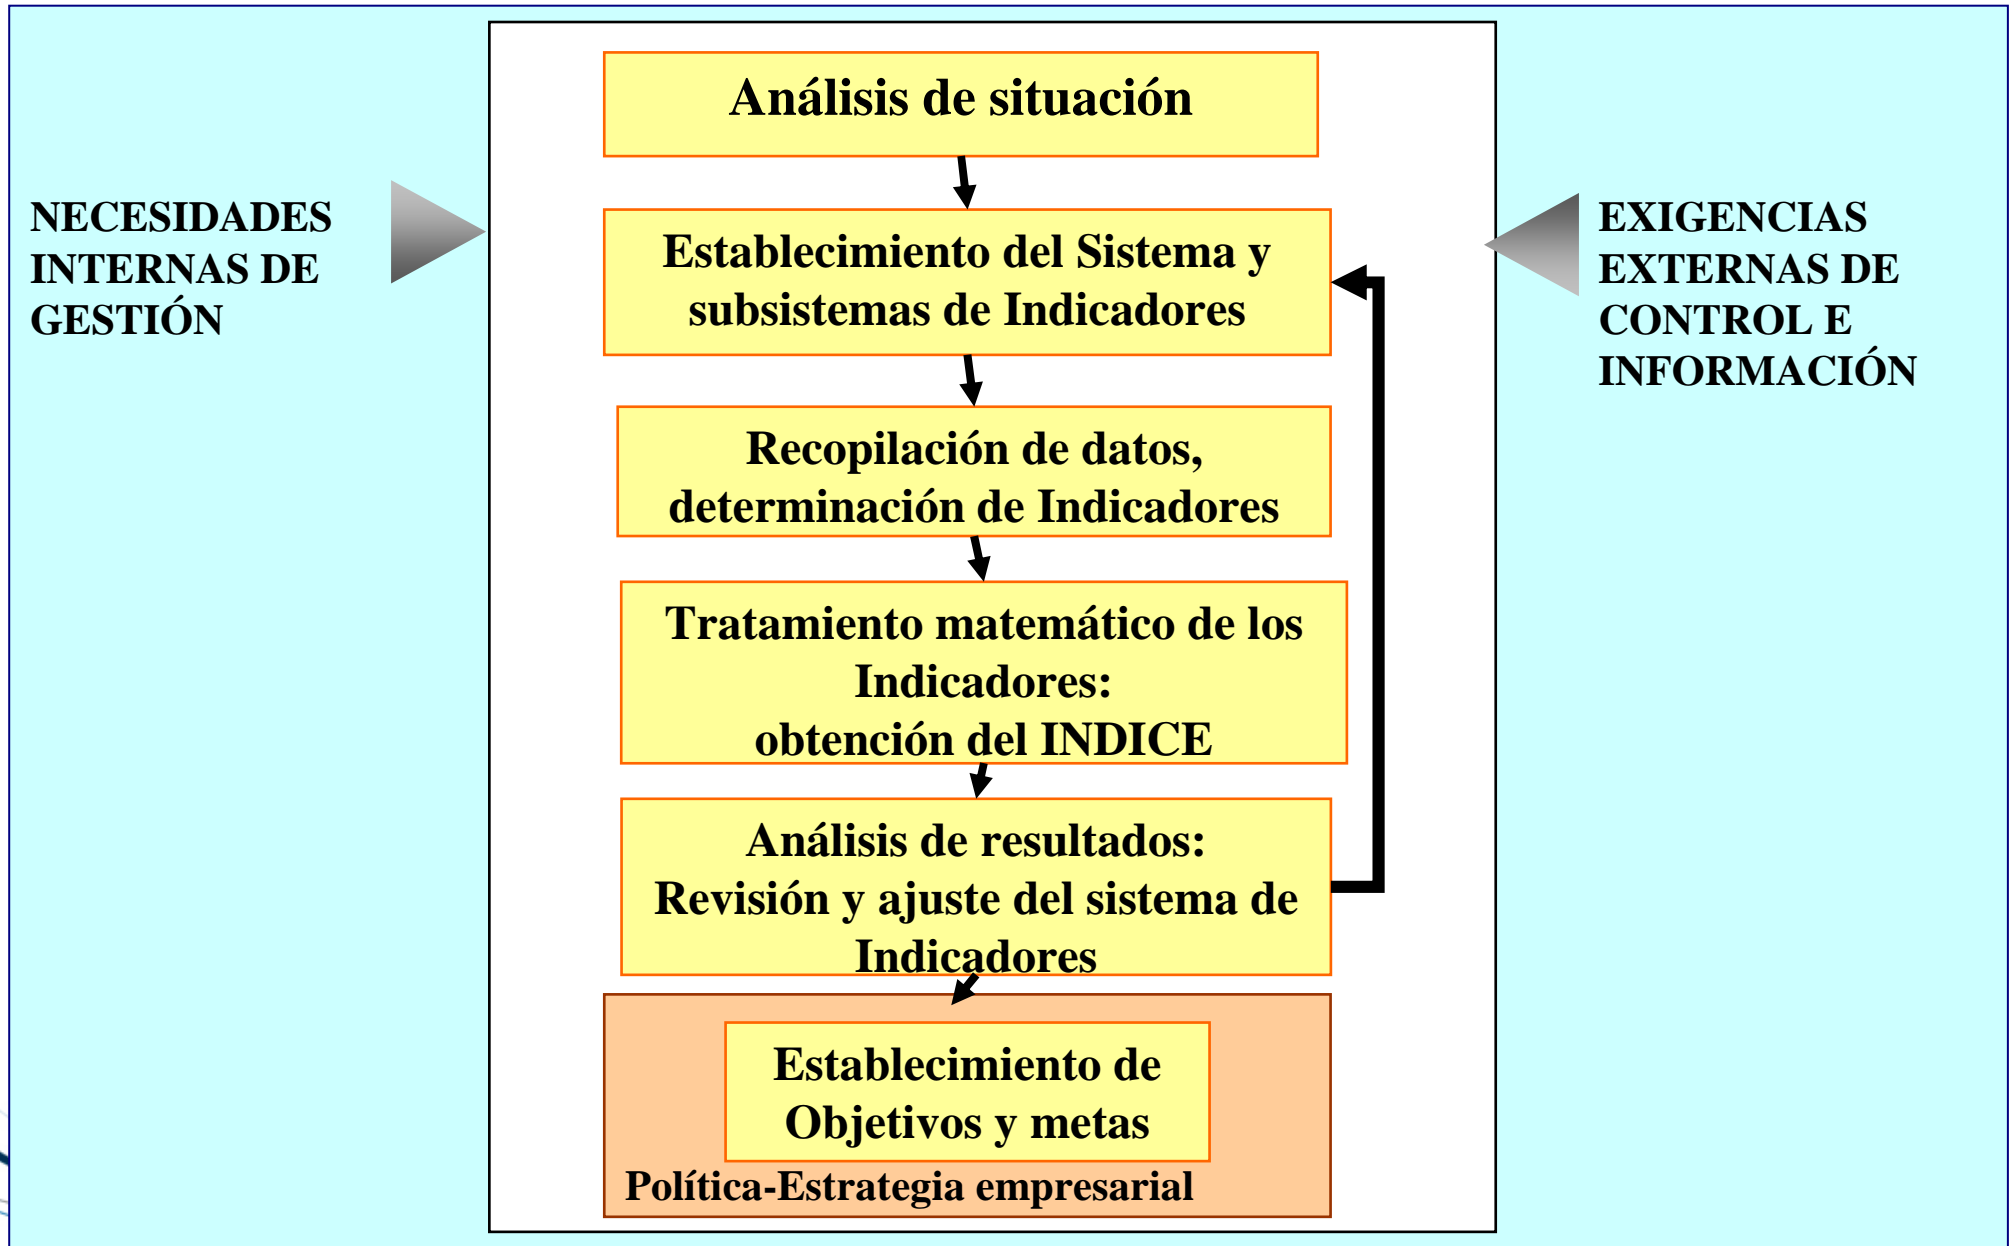 Análisis de situación
NECESIDADES
INTERNAS DE
GESTIÓN
EXIGENCIAS
EXTERNAS DE
CONTROL E
INFORMACIÓN
Establecimiento del Sistema y
subsistemas de Indicadores
Recopilación de datos,
determinación de Indicadores
Tratamiento matemático de los
Indicadores:
obtención del INDICE
Análisis de resultados:
Revisión y ajuste del sistema de
Indicadores
Establecimiento de
Objetivos y metas
Política-Estrategia empresarial